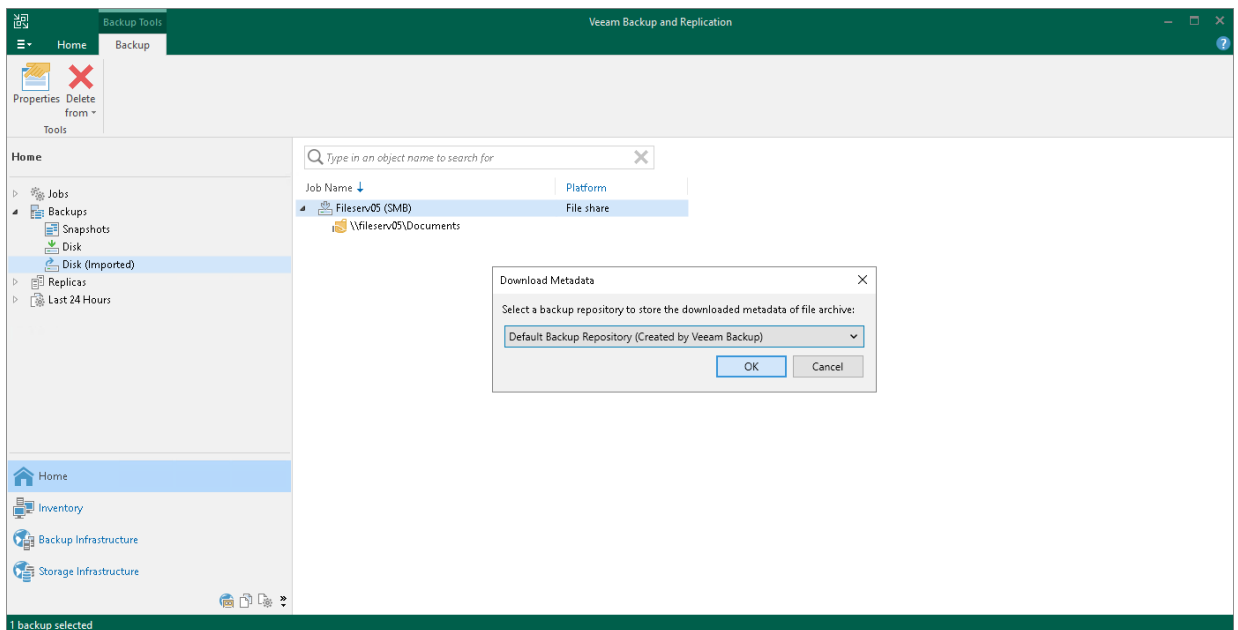 Backup Tools
Veeam Backup and Replication
Home
Backup
Properties
Delete
from
Tools
Home
Type in an object name to search for
Job Name
Platform
Jobs
Backups
Snapshots
Disk
Disk (Imported)
Replicas
Last 24 Hours
Fileserv05 (SMB)
File share
\\fileserv05\Documents
Download Metadata
Select a backup repository to store the downloaded metadata of file archive:
Default Backup Repository (Created by Veeam Backup)
OK
Cancel
Home
Inventory
Backup Infrastructure
Storage Infrastructure
1 backup selected